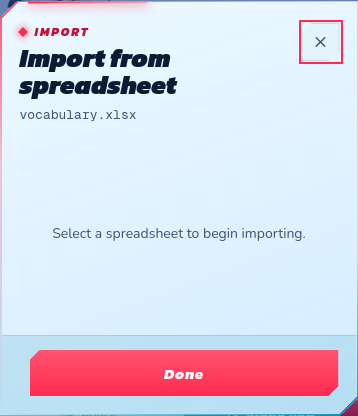 IMPORT
Import from
spreadsheet
vocabulary.xlsx
Select a spreadsheet to begin importing.
Done